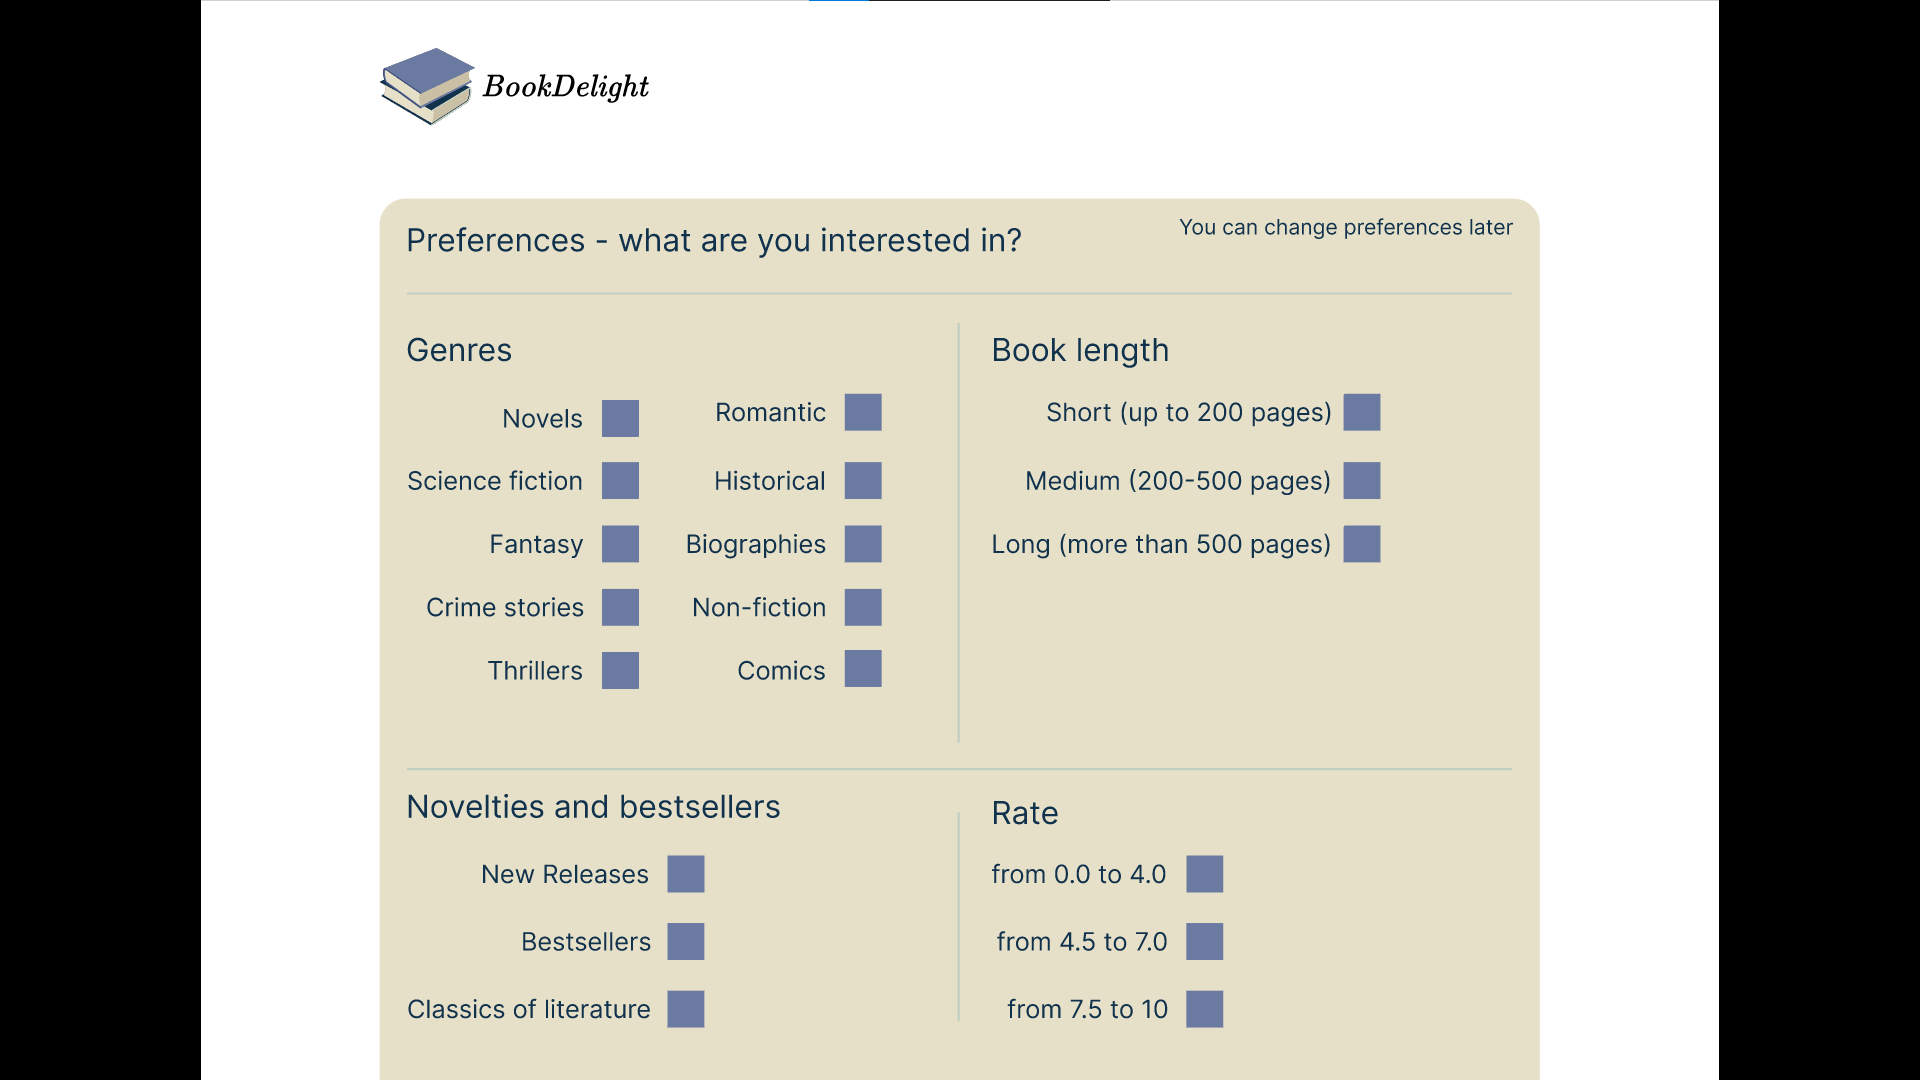 BookDelight
Preferences - what are you interested in?
You can change preferences later
Genres
Novels
Science fiction
Fantasy
Crime stories
Thrillers
Romantic
Historical
Biographies
Non-fiction
Comics
Book length
Short (up to 200 pages)
Medium (200-500 pages)
Long (more than 500 pages)
Novelties and bestsellers
New Releases
Bestsellers
Classics of literature
Rate
from 0.0 to 4.0
from 4.5 to 7.0
from 7.5 to 10